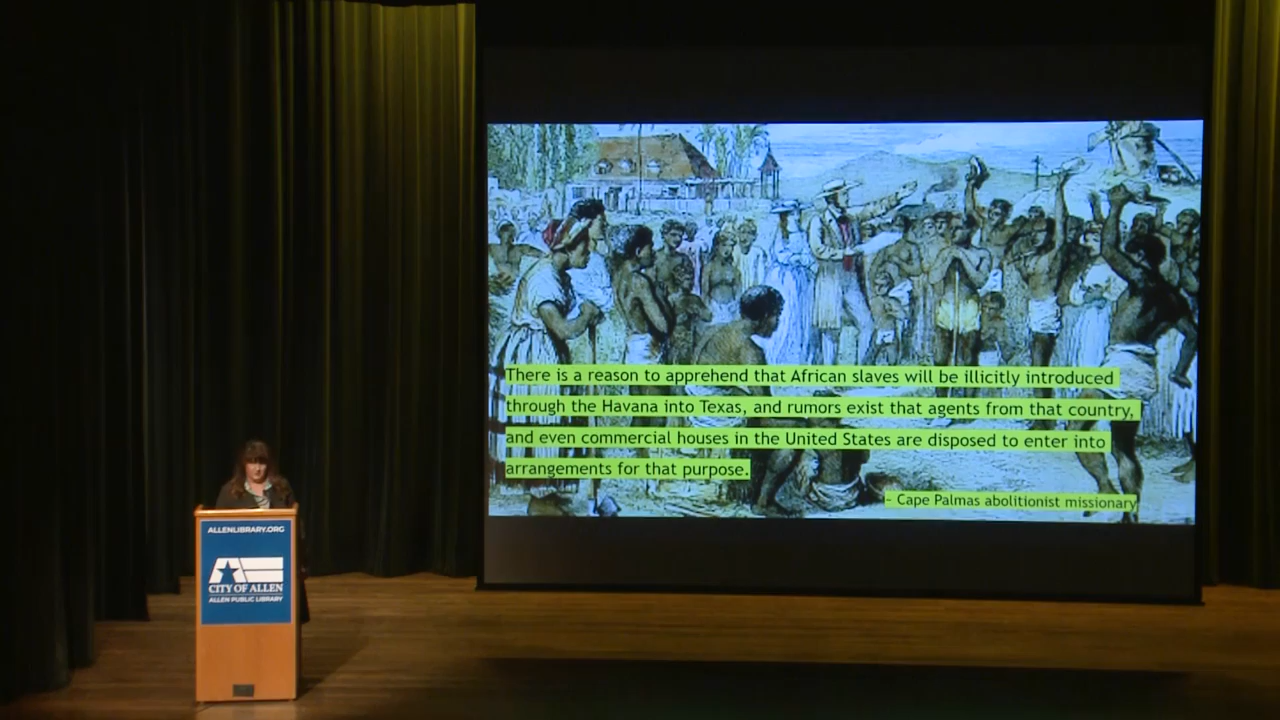 There is a reason to apprehend that African slaves will be illicitly introduced
through the Havana into Texas, and rumors exist that agents from that country,
and even commercial houses in the United States are disposed to enter into
arrangements for that purpose.
- Cape Palmas abolitionist missionary
ALLENLIBRARY.ORG
CITY OF ALLEN
ALLEN PUBLIC LIBRARY